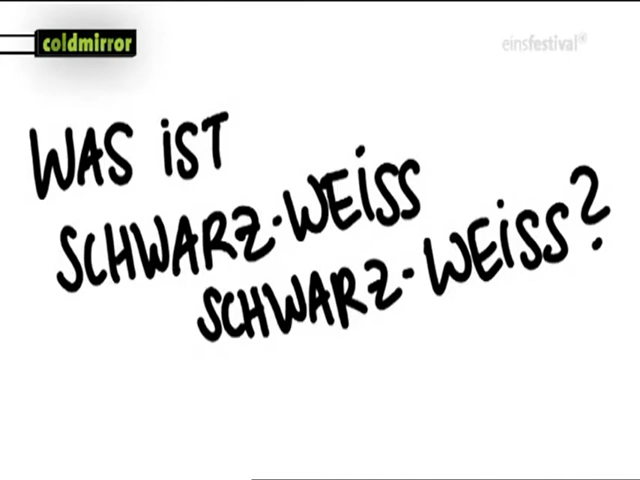 coldmirror
einsfestival
WAS iST
SCHWARZ-WEiSS
SCHWARZ-WEiSS?